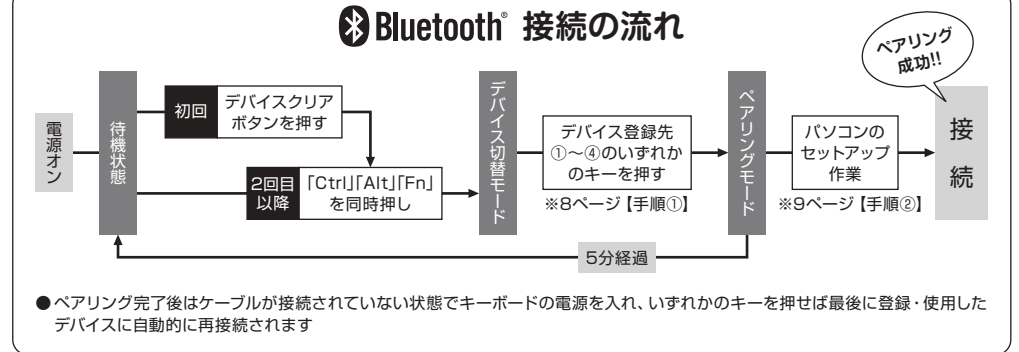 Bluetooth® 接続の流れ
ペアリング
成功!!
電源オン
待機状態
初回
デバイスクリア
ボタンを押す
2回目
以降
「Ctrl」「Alt」「Fn」
を同時押し
デバイス切替モード
デバイス登録先
①〜④のいずれか
のキーを押す
※8ページ【手順①】
ペアリングモード
パソコンの
セットアップ
作業
※9ページ【手順②】
接続
5分経過
●ペアリング完了後はケーブルが接続されていない状態でキーボードの電源を入れ、いずれかのキーを押せば最後に登録・使用した
デバイスに自動的に再接続されます